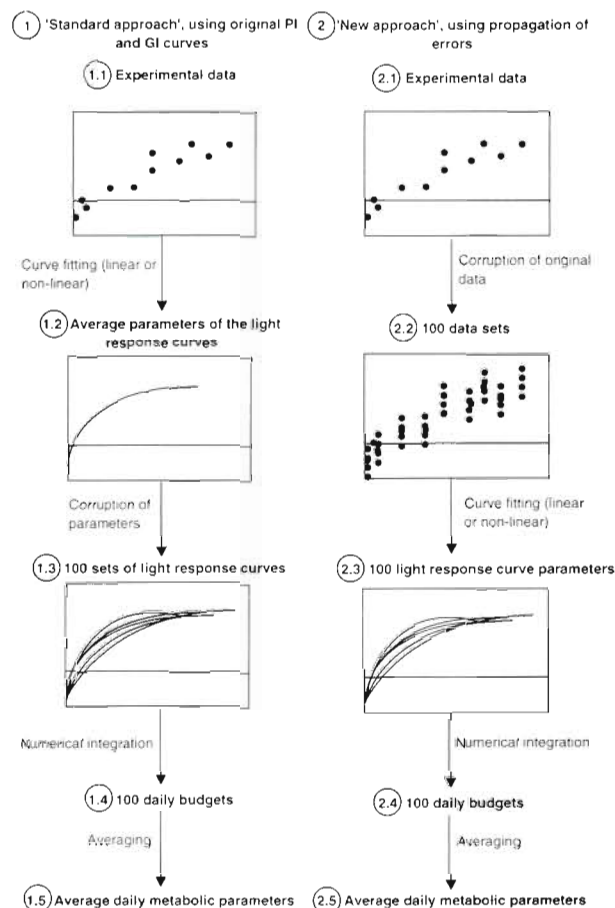 1 'Standard approach', using original PI
and GI curves
1.1 Experimental data
Curve fitting (linear or
non-linear)
1.2 Average parameters of the light
response curves
Corruption of
parameters
1.3 100 sets of light response curves
Numerical integration
1.4 100 daily budgets
Averaging
1.5 Average daily metabolic parameters
2 'New approach', using propagation of
errors
2.1 Experimental data
Corruption of original
data
2.2 100 data sets
Curve fitting (linear
or non-linear)
2.3 100 light response curve parameters
Numerical integration
2.4 100 daily budgets
Averaging
2.5 Average daily metabolic parameters